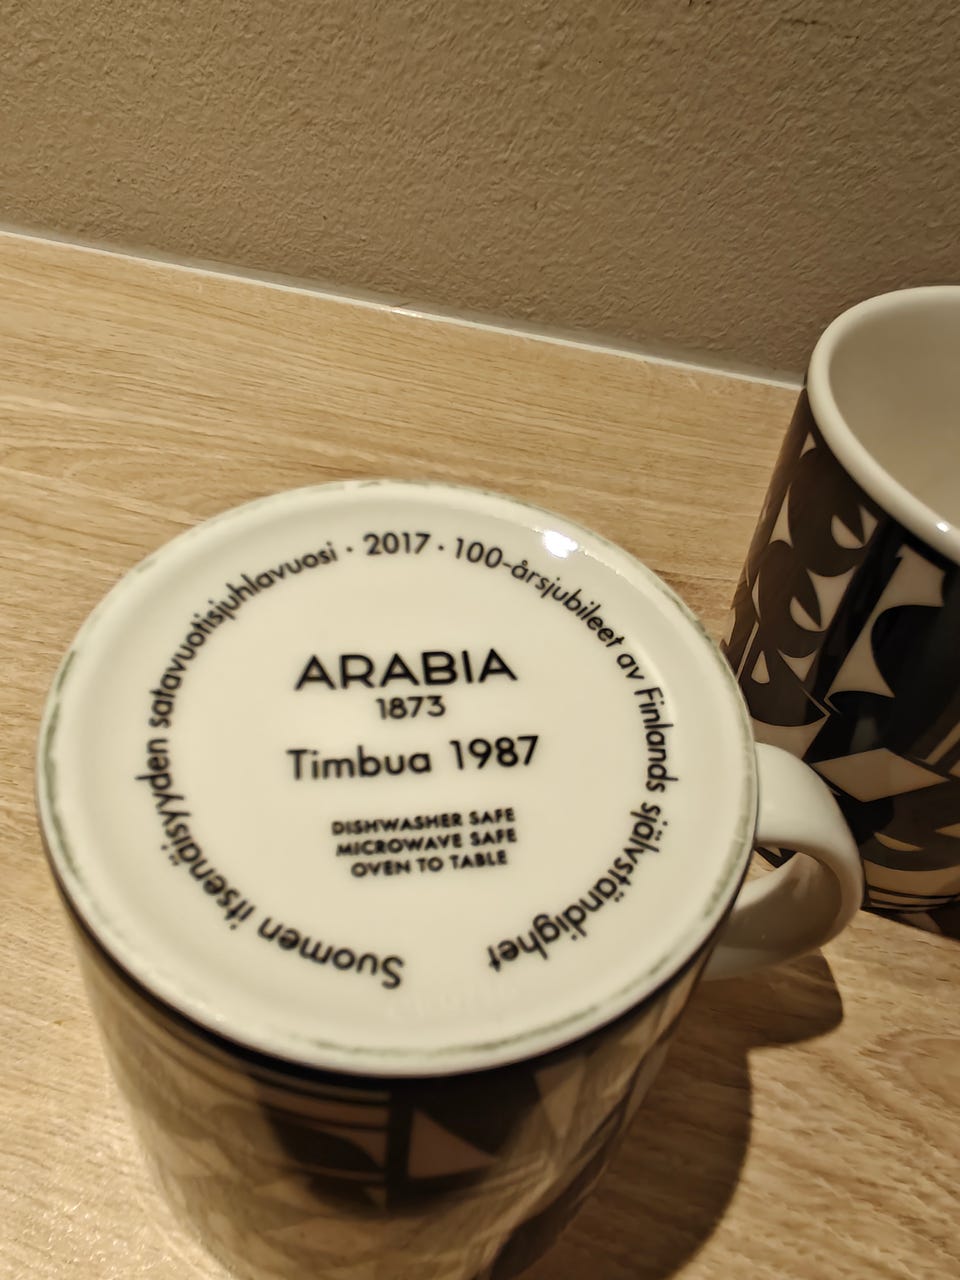 Suomen itsenäisyyden satavuotisjuhlavuosi · 2017 · 100-årsjubileet av Finlands självständighet
ARABIA
1873
Timbua 1987
DISHWASHER SAFE
MICROWAVE SAFE
OVEN TO TABLE